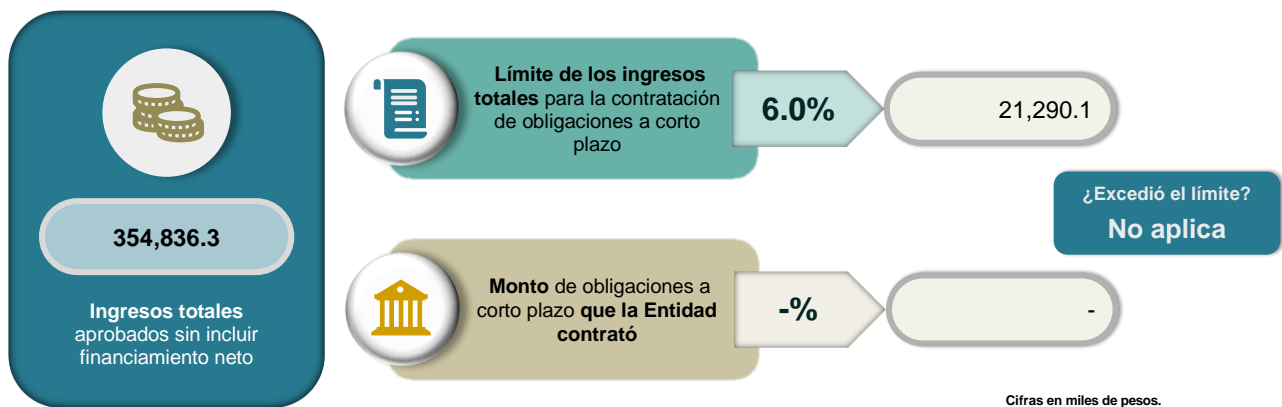 354,836.3
Ingresos totales
aprobados sin incluir
financiamiento neto
Límite de los ingresos
totales para la contratación
de obligaciones a corto
plazo
6.0%
21,290.1
¿Excedió el límite?
No aplica
Monto de obligaciones a
corto plazo que la Entidad
contrató
-%
-
Cifras en miles de pesos.